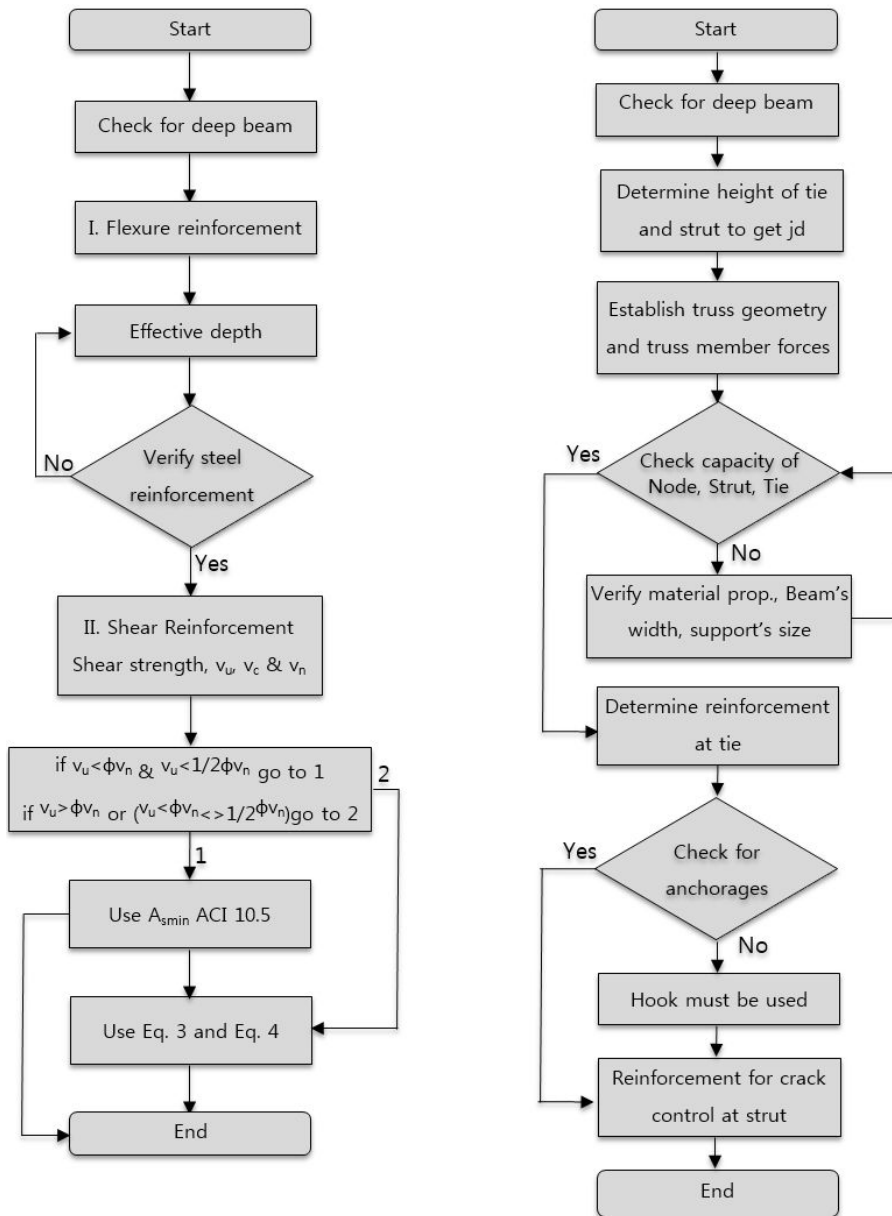 Start
Check for deep beam
I. Flexure reinforcement
Effective depth
No
Verify steel
reinforcement
Yes
II. Shear Reinforcement
Shear strength, vu, vc & vn
if vu<ϕvn & vu<1/2ϕvn go to 1
if vu>ϕvn or (vu<ϕvn<>1/2ϕvn)go to 2
2
1
Use Asmin ACI 10.5
Use Eq. 3 and Eq. 4
End
Start
Check for deep beam
Determine height of tie
and strut to get jd
Establish truss geometry
and truss member forces
Yes
Check capacity of
Node, Strut, Tie
No
Verify material prop., Beam's
width, support's size
Determine reinforcement
at tie
Yes
Check for
anchorages
No
Hook must be used
Reinforcement for crack
control at strut
End